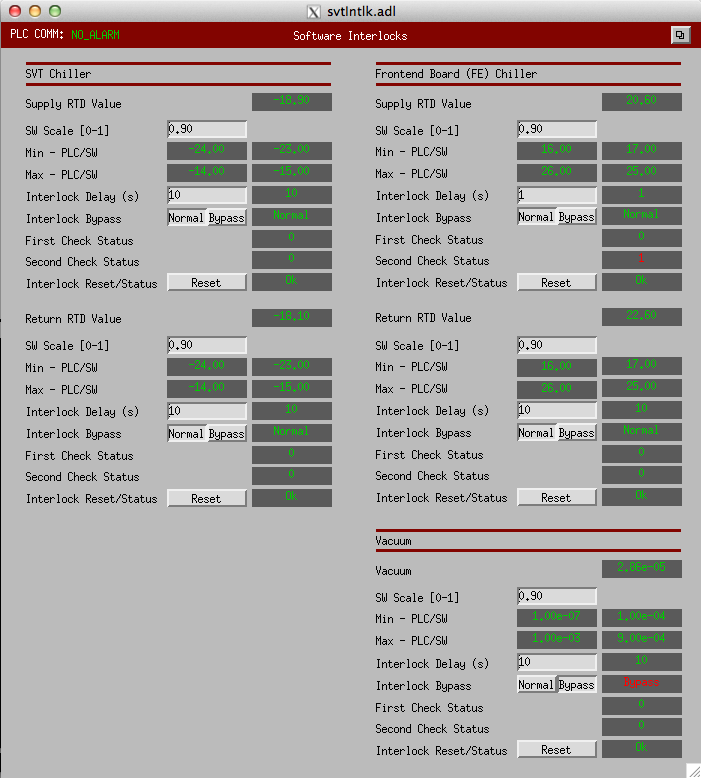 svtIntlk.adl
PLC COMM: NO_ALARM
Software Interlocks
SVT Chiller
Supply RTD Value -18.90
SW Scale [0-1] 0.90
Min - PLC/SW -24.00 -23.00
Max - PLC/SW -14.00 -15.00
Interlock Delay (s) 10 10
Interlock Bypass Normal Bypass Normal
First Check Status 0
Second Check Status 0
Interlock Reset/Status Reset Ok
Return RTD Value -18.10
SW Scale [0-1] 0.90
Min - PLC/SW -24.00 -23.00
Max - PLC/SW -14.00 -15.00
Interlock Delay (s) 10 10
Interlock Bypass Normal Bypass Normal
First Check Status 0
Second Check Status 0
Interlock Reset/Status Reset Ok
Frontend Board (FE) Chiller
Supply RTD Value 20.60
SW Scale [0-1] 0.90
Min - PLC/SW 16.00 17.00
Max - PLC/SW 26.00 25.00
Interlock Delay (s) 1 1
Interlock Bypass Normal Bypass Normal
First Check Status 0
Second Check Status 1
Interlock Reset/Status Reset Ok
Return RTD Value 22.60
SW Scale [0-1] 0.90
Min - PLC/SW 16.00 17.00
Max - PLC/SW 26.00 25.00
Interlock Delay (s) 10 10
Interlock Bypass Normal Bypass Normal
First Check Status 0
Second Check Status 0
Interlock Reset/Status Reset Ok
Vacuum
Vacuum 2.66e-05
SW Scale [0-1] 0.90
Min - PLC/SW 1.00e-07 1.00e-04
Max - PLC/SW 1.00e-03 9.00e-04
Interlock Delay (s) 10 10
Interlock Bypass Normal Bypass Bypass
First Check Status 0
Second Check Status 0
Interlock Reset/Status Reset Ok